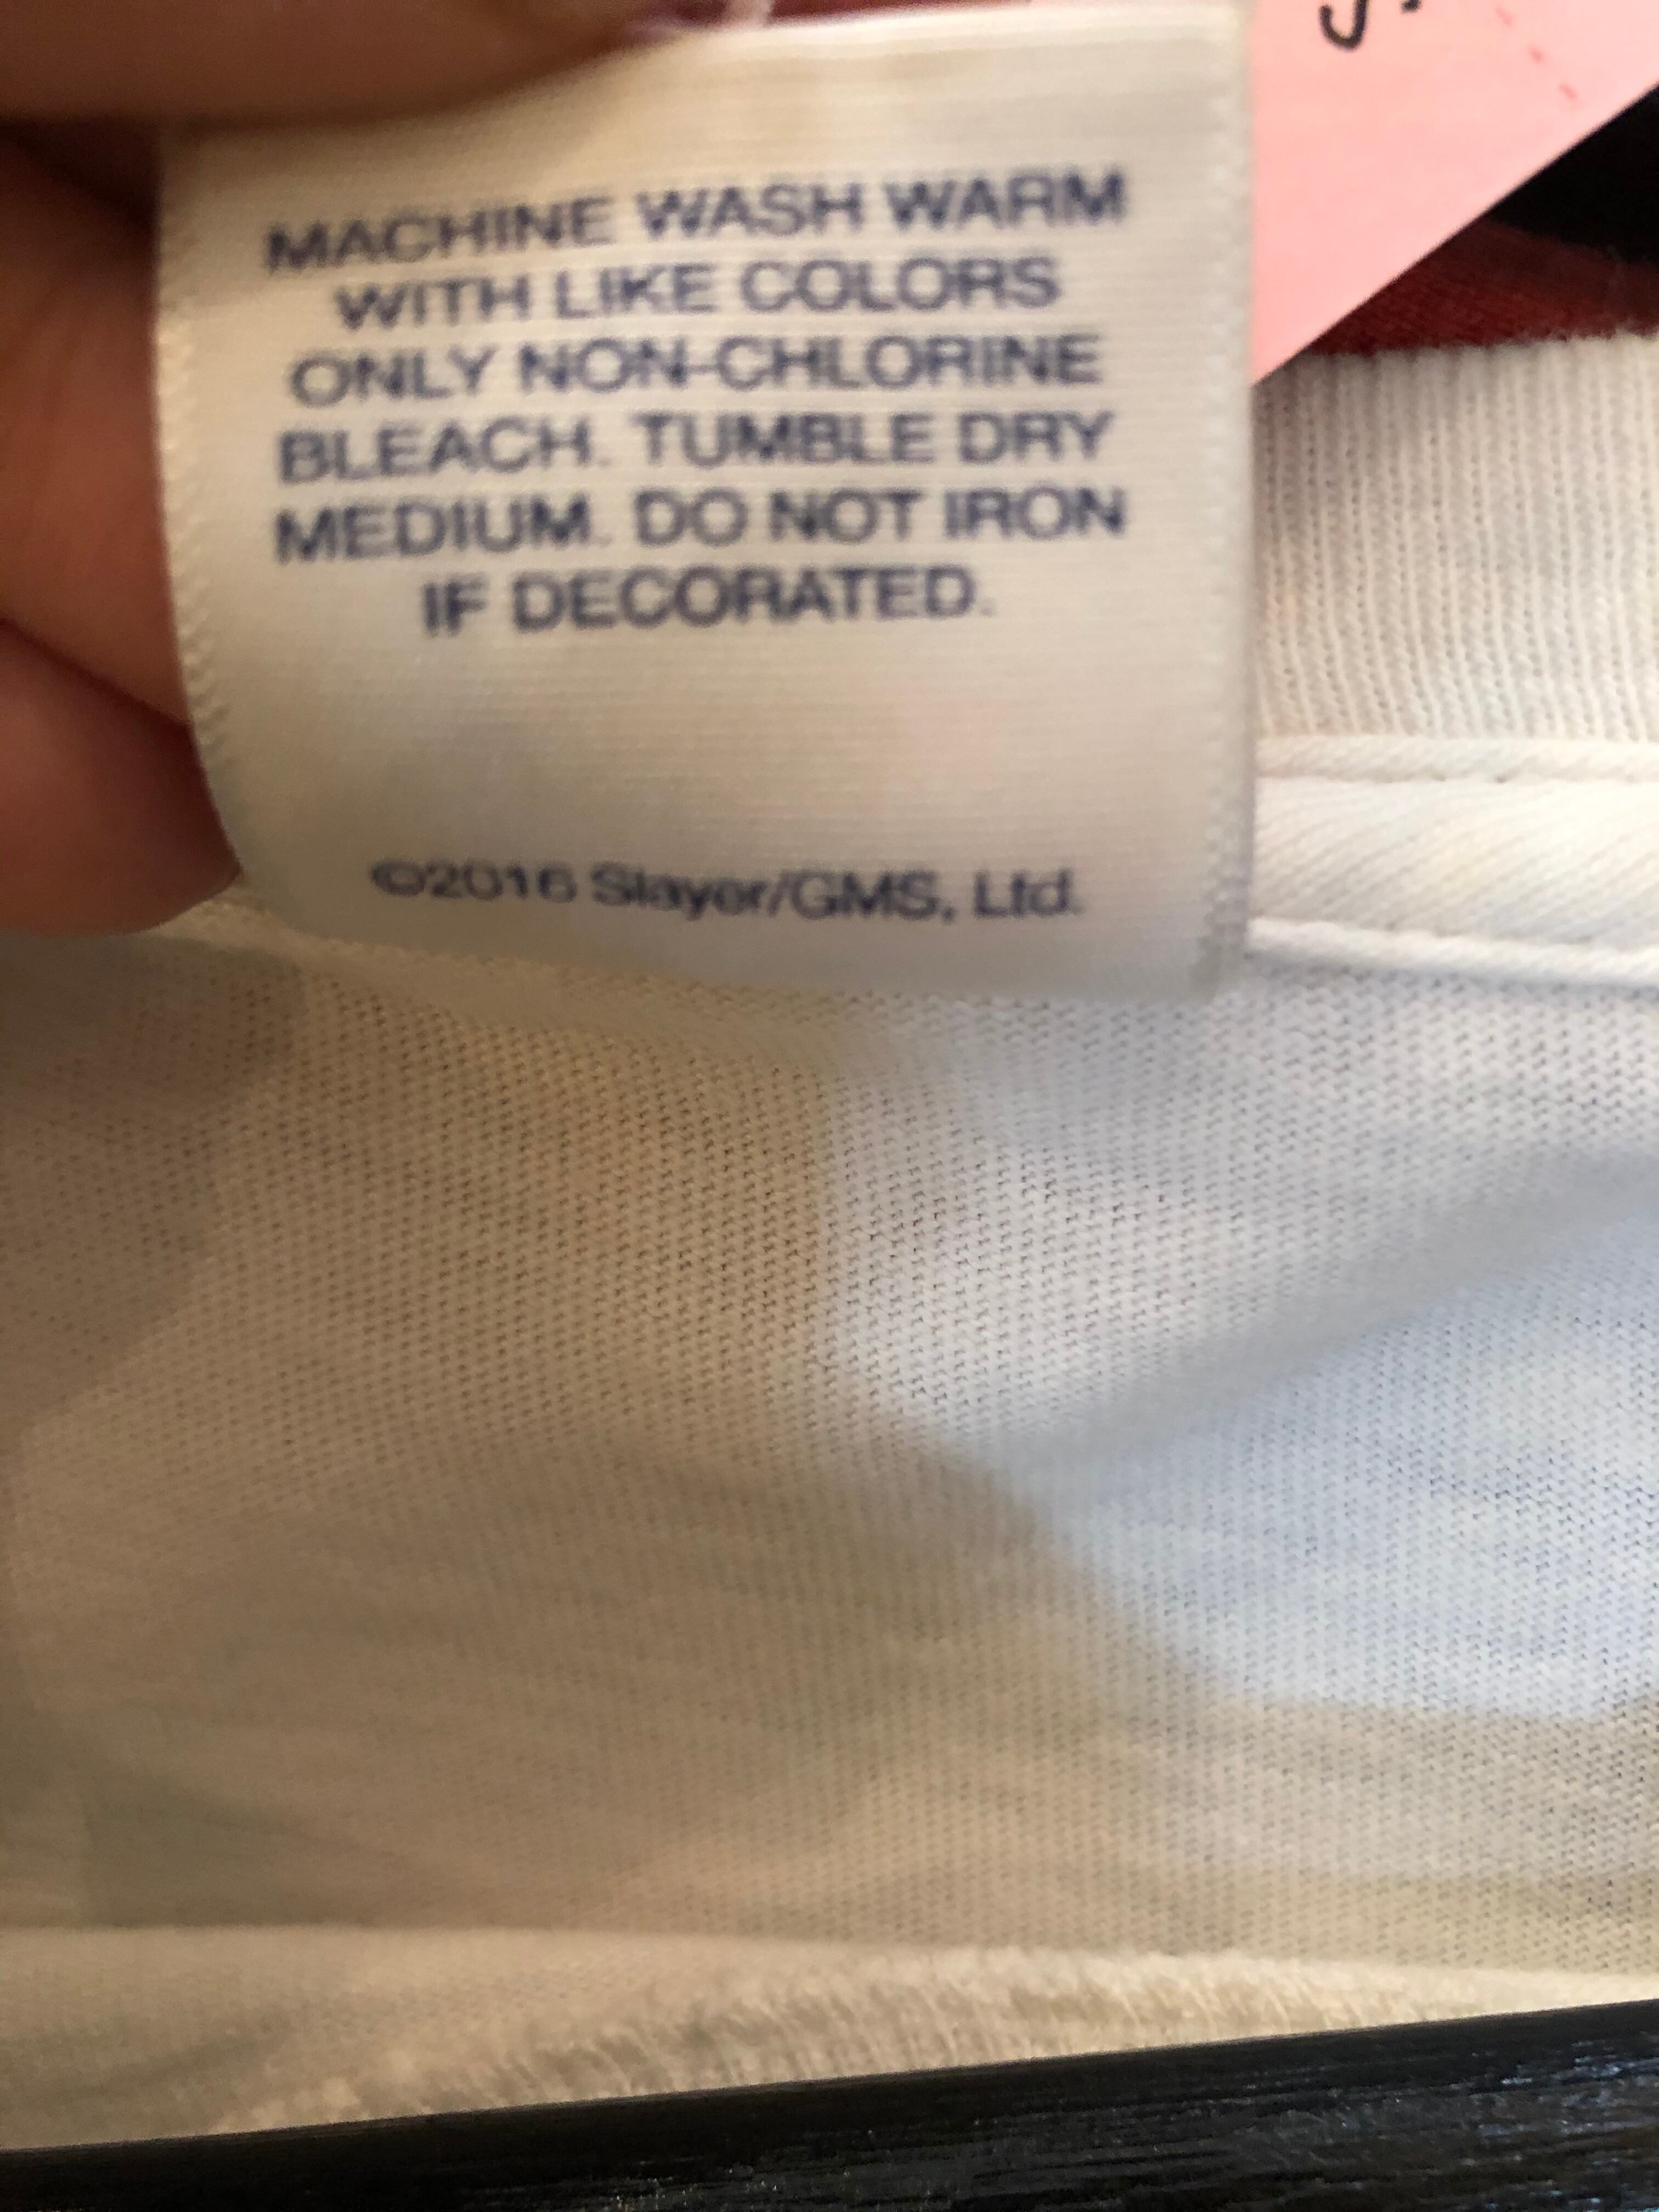 MACHINE WASH WARM
WITH LIKE COLORS
ONLY NON-CHLORINE
BLEACH. TUMBLE DRY
MEDIUM. DO NOT IRON
IF DECORATED.
©2016 Slayer/GMS, Ltd.